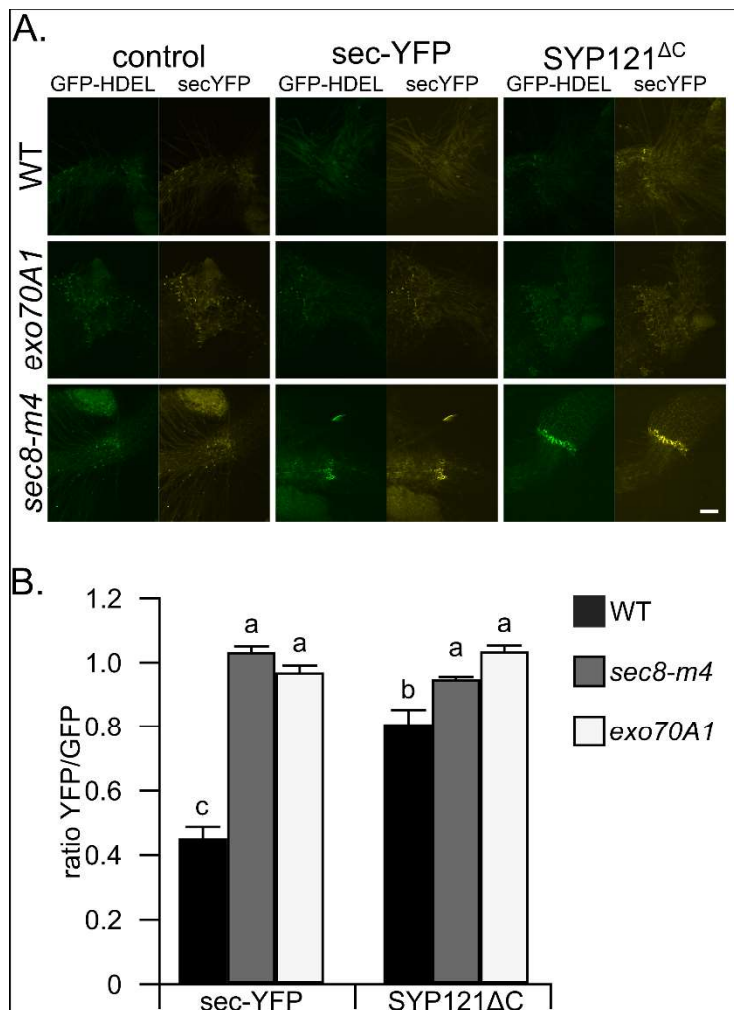 A.
control sec-YFP SYP121ΔC
GFP-HDEL secYFP GFP-HDEL secYFP GFP-HDEL secYFP
WT
exo70A1
sec8-m4
B.
ratio YFP/GFP
1.2
1.0
0.8
0.6
0.4
0.2
0
c a a b a a
sec-YFP SYP121ΔC
WT
sec8-m4
exo70A1